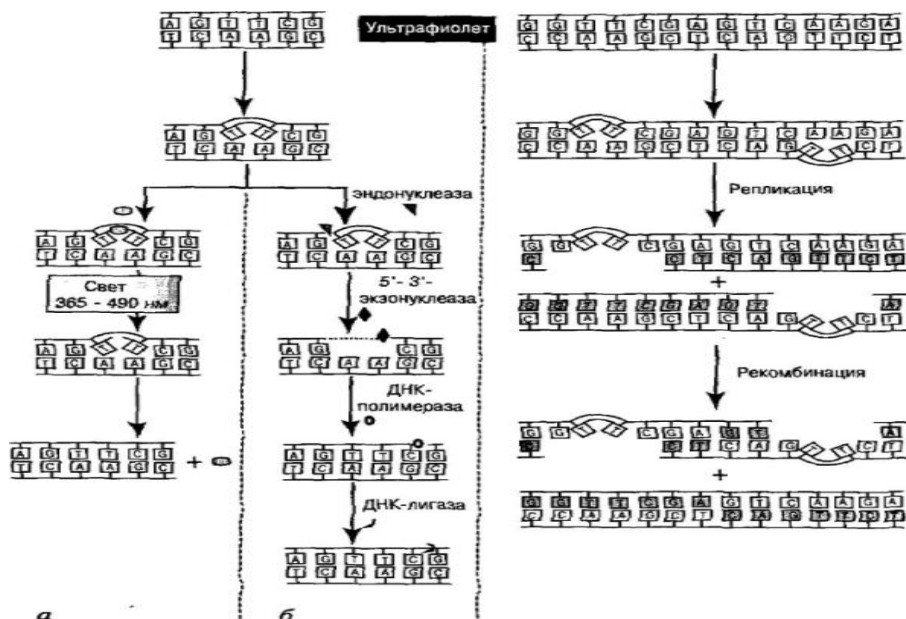 A G T T C G
T C A A G C
A G C G
T C A A G C
A G C G
T C A A G C
Свет
365 - 490 нм
A G C G
T C A A G C
A G T T C G +
T C A A G C
а
эндонуклеаза
A G C G
T C A A G C
5'- 3'-
экзонуклеаза
A G C G
T C A A G C
ДНК-
полимераза
A G T T C G
T C A A G C
ДНК-лигаза
A G T T C G
T C A A G C
б
Ультрафиолет
G G T T C G A G T C A A G A
C C A A G C T C A G T T C T
G G C G A G T C A A G A
C C A A G C T C A G C T
Репликация
G G C G A G T C A A G A
C C T C A G T T C T
+
G G T T C G A G T A
C C A A G C T C A G C T
Рекомбинация
G G C G A G T A
C C T C A G C T
+
G G T T C G A G T C A A G A
C C A A G C T C A G T T C T